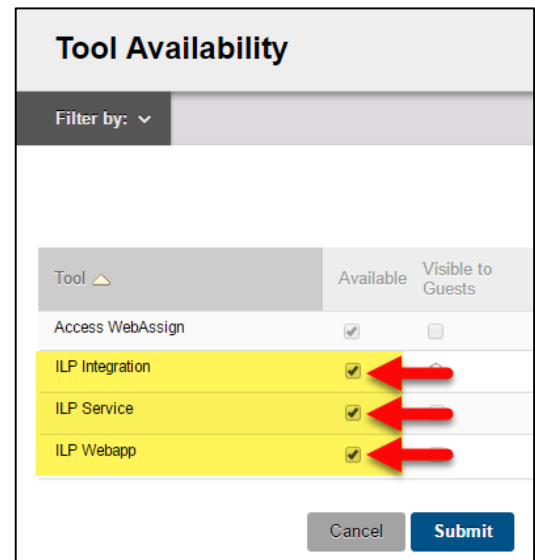 Tool Availability
Filter by:
Tool Available Visible to Guests
Access WebAssign
ILP Integration
ILP Service
ILP Webapp
Cancel Submit